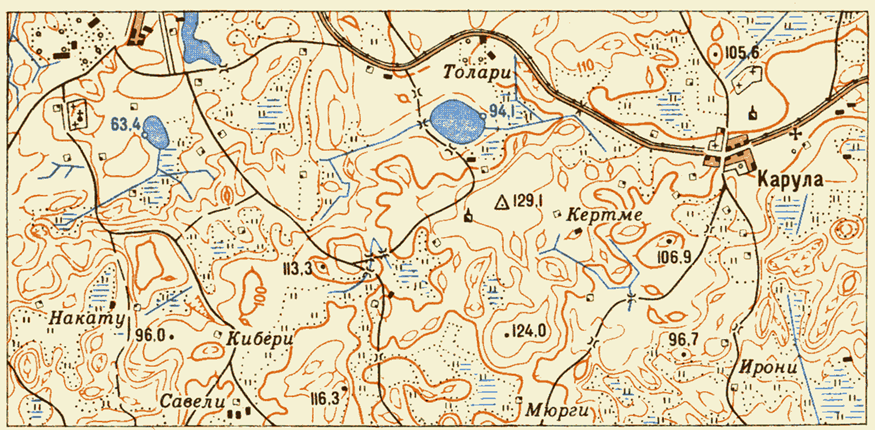 105.6
110
Толари
63.4
94.1
Карула
129.1
Кертме
106.9
113.3
100
Накату
96.0
Кибери
124.0
96.7
Ирони
Савели
116.3
Мюрги